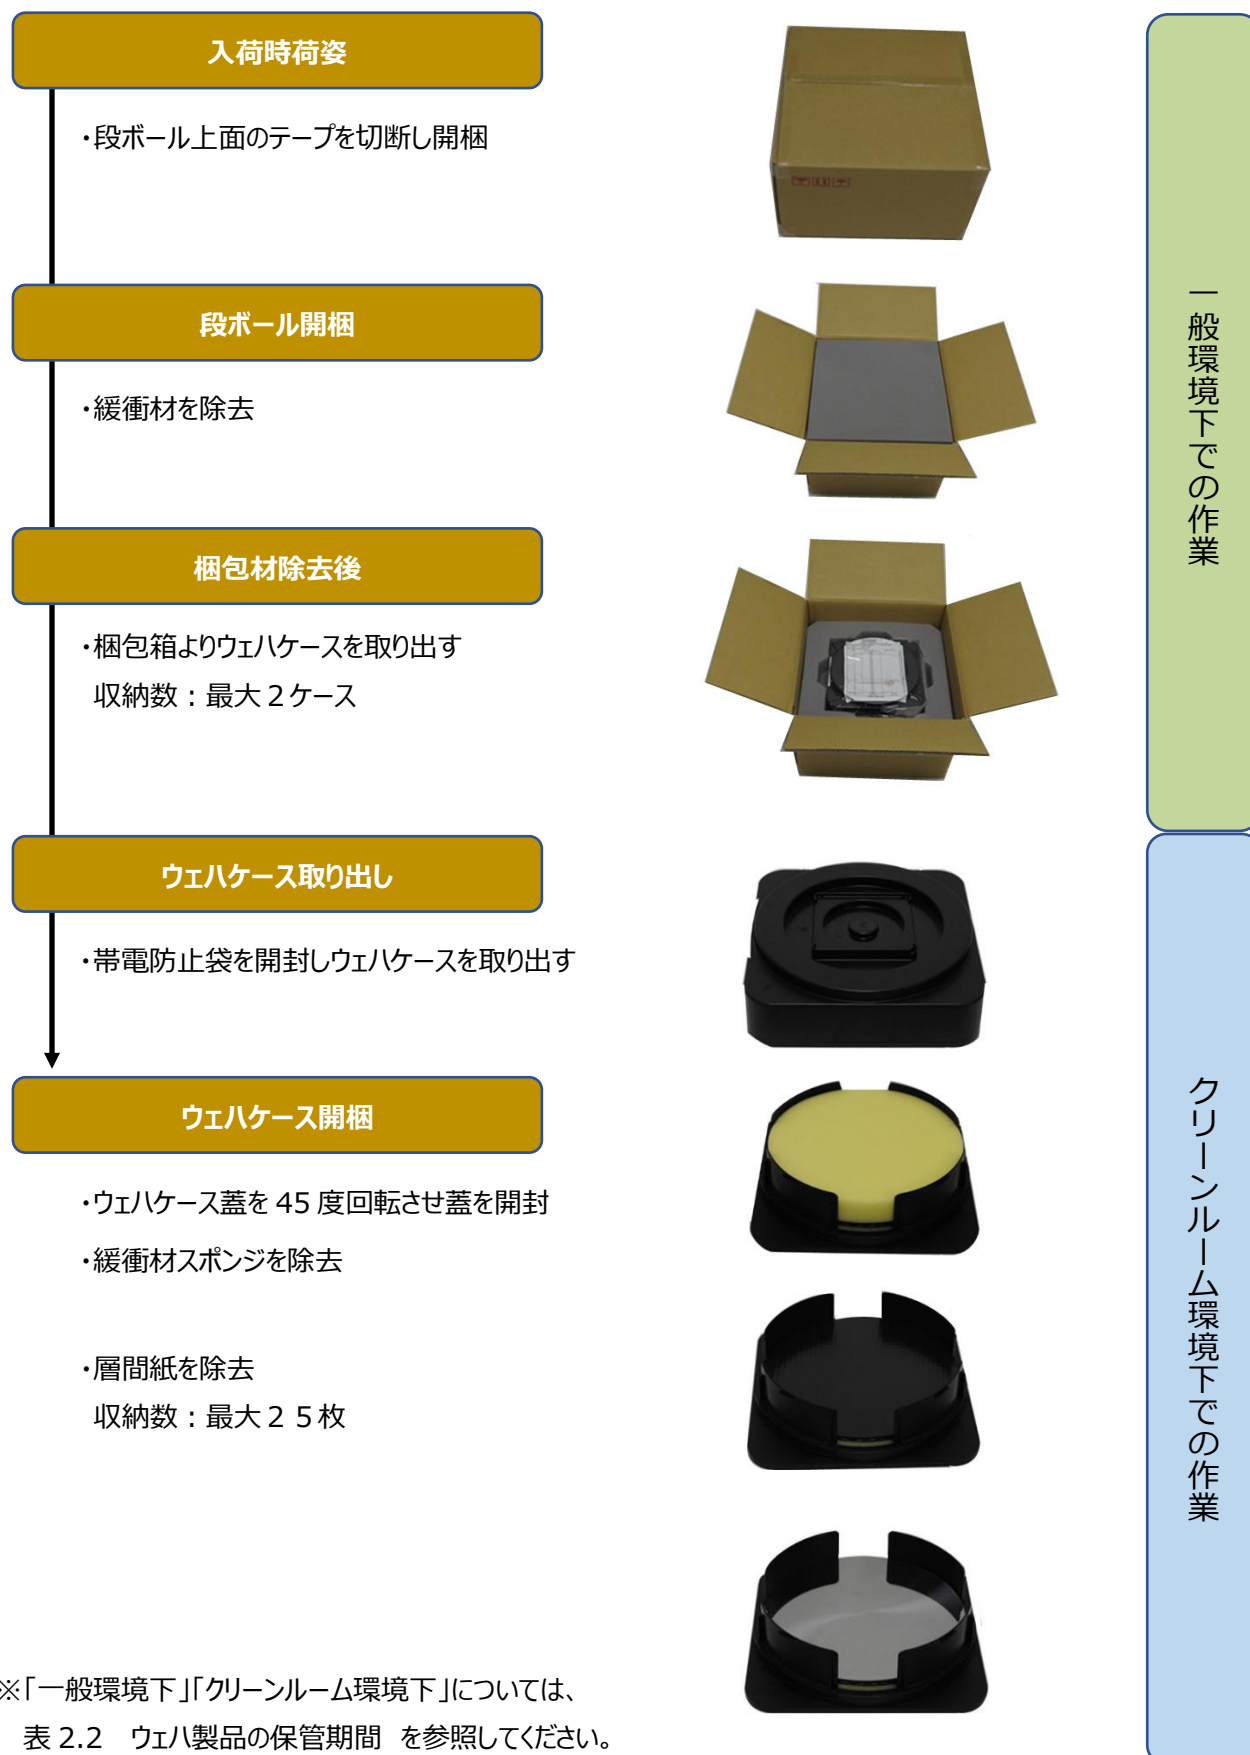 入荷時荷姿
・段ボール上面のテープを切断し開梱
段ボール開梱
・緩衝材を除去
梱包材除去後
・梱包箱よりウェハケースを取り出す
収納数：最大２ケース
一般環境下での作業
ウェハケース取り出し
・帯電防止袋を開封しウェハケースを取り出す
ウェハケース開梱
・ウェハケース蓋を 45 度回転させ蓋を開封
・緩衝材スポンジを除去
・層間紙を除去
収納数：最大２５枚
クリーンルーム環境下での作業
※「一般環境下」「クリーンルーム環境下」については、
表 2.2　ウェハ製品の保管期間 を参照してください。